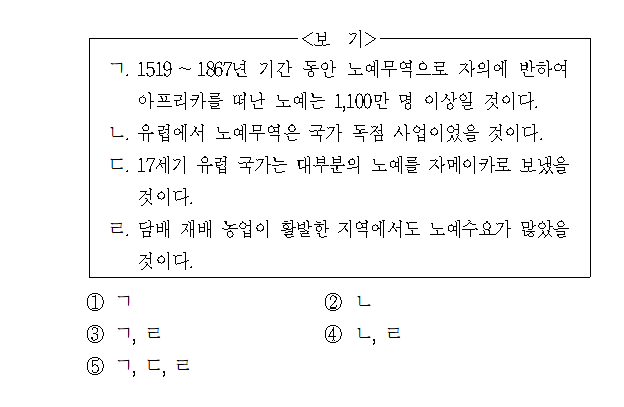 <보 기>
ㄱ. 1519 ~ 1867년 기간 동안 노예무역으로 자의에 반하여
아프리카를 떠난 노예는 1,100만 명 이상일 것이다.
ㄴ. 유럽에서 노예무역은 국가 독점 사업이었을 것이다.
ㄷ. 17세기 유럽 국가는 대부분의 노예를 자메이카로 보냈을
것이다.
ㄹ. 담배 재배 농업이 활발한 지역에서도 노예수요가 많았을
것이다.
① ㄱ ② ㄴ
③ ㄱ, ㄹ ④ ㄴ, ㄹ
⑤ ㄱ, ㄷ, ㄹ